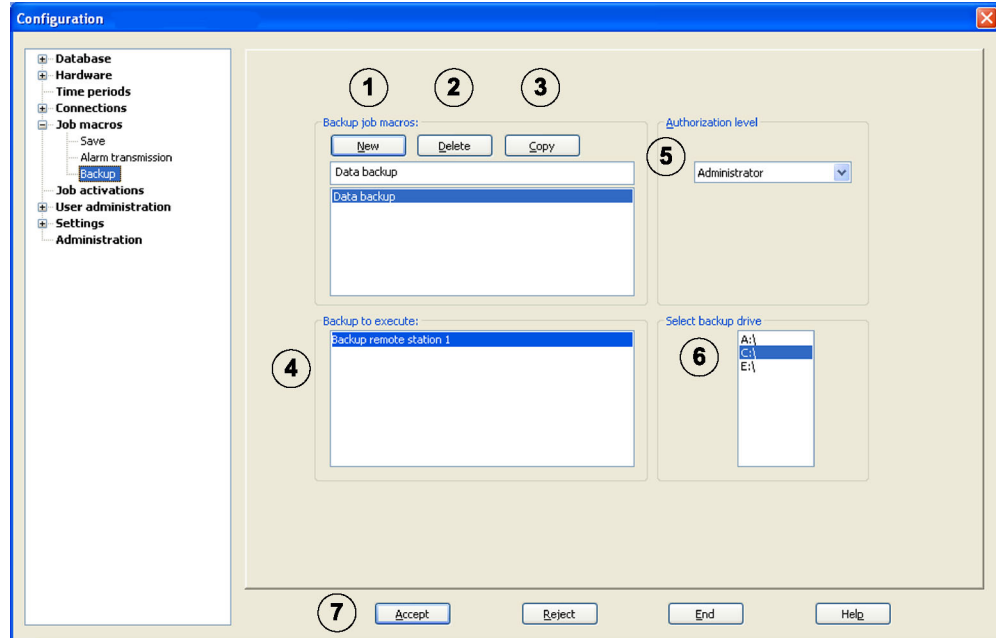 Configuration
Database
Hardware
Time periods
Connections
Job macros
Save
Alarm transmission
Backup
Job activations
User administration
Settings
Administration
1
2
3
Backup job macros:
New
Delete
Copy
Data backup
Data backup
Authorization level
5
Administrator
Backup to execute:
4
Backup remote station 1
Select backup drive
6
A:\
C:\
E:\
7
Accept
Reject
End
Help